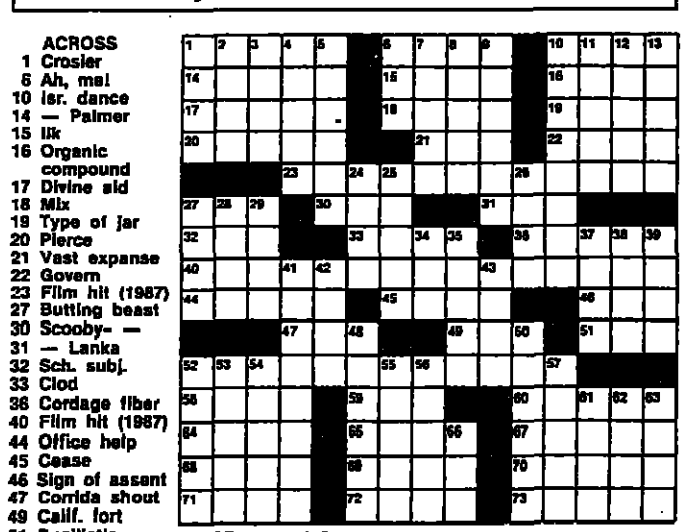 ACROSS
1 Crosier
6 Ah, me!
10 Isr. dance
14 — Palmer
15 Ilk
16 Organic
compound
17 Divine aid
18 Mix
19 Type of jar
20 Pierce
21 Vast expanse
22 Govern
23 Film hit (1987)
27 Butting beast
30 Scooby- —
31 — Lanka
32 Sch. subj.
33 Clod
36 Cordage fiber
40 Film hit (1987)
44 Office help
45 Cease
46 Sign of assent
47 Corrida shout
49 Calif. fort
1 2 3 4 5 6 7 8 9 10 11 12 13
14 15 16
17 18 19
20 21 22
23 24 25 26
27 28 29 30 31
32 33 34 35 36 37 38 39
40 41 42 43
44 45 46
47 48 49 50 51
52 53 54 55 56 57
58 59 60 61 62 63
64 65 66 67
68 69 70
71 72 73